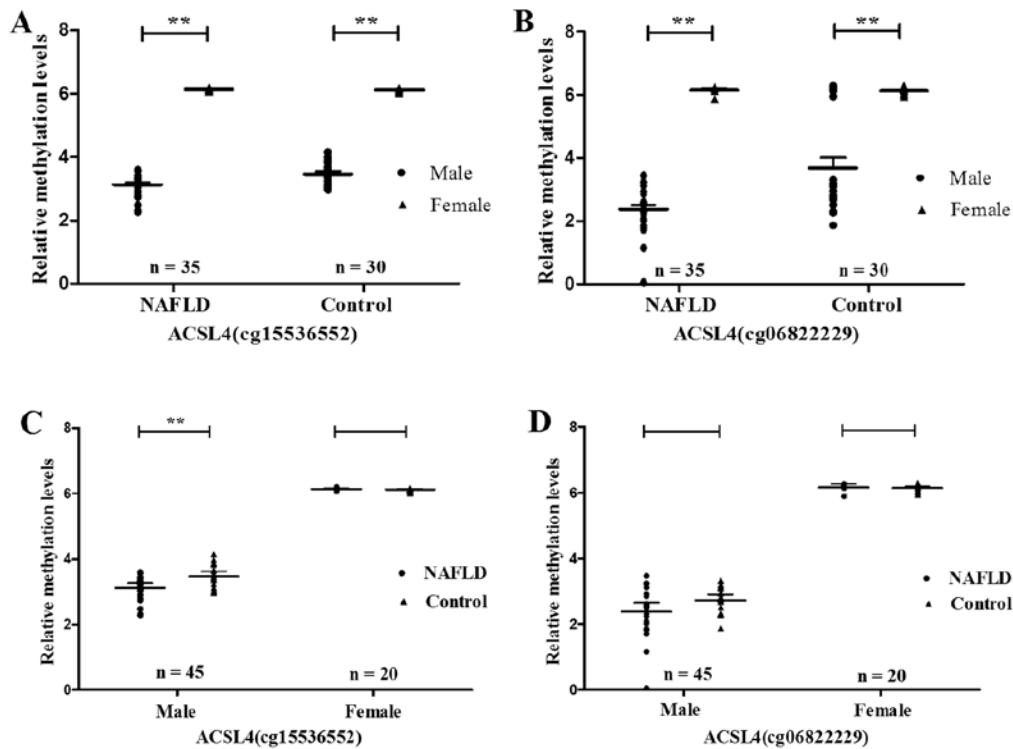 A
Relative methylation levels
8
6
4
2
0
**
**
Male
Female
n = 35
n = 30
NAFLD
Control
ACSL4(cg15536552)
B
Relative methylation levels
8
6
4
2
0
**
**
Male
Female
n = 35
n = 30
NAFLD
Control
ACSL4(cg06822229)
C
Relative methylation levels
8
6
4
2
0
**
NAFLD
Control
n = 45
n = 20
Male
Female
ACSL4(cg15536552)
D
Relative methylation levels
8
6
4
2
0
NAFLD
Control
n = 45
n = 20
Male
Female
ACSL4(cg06822229)